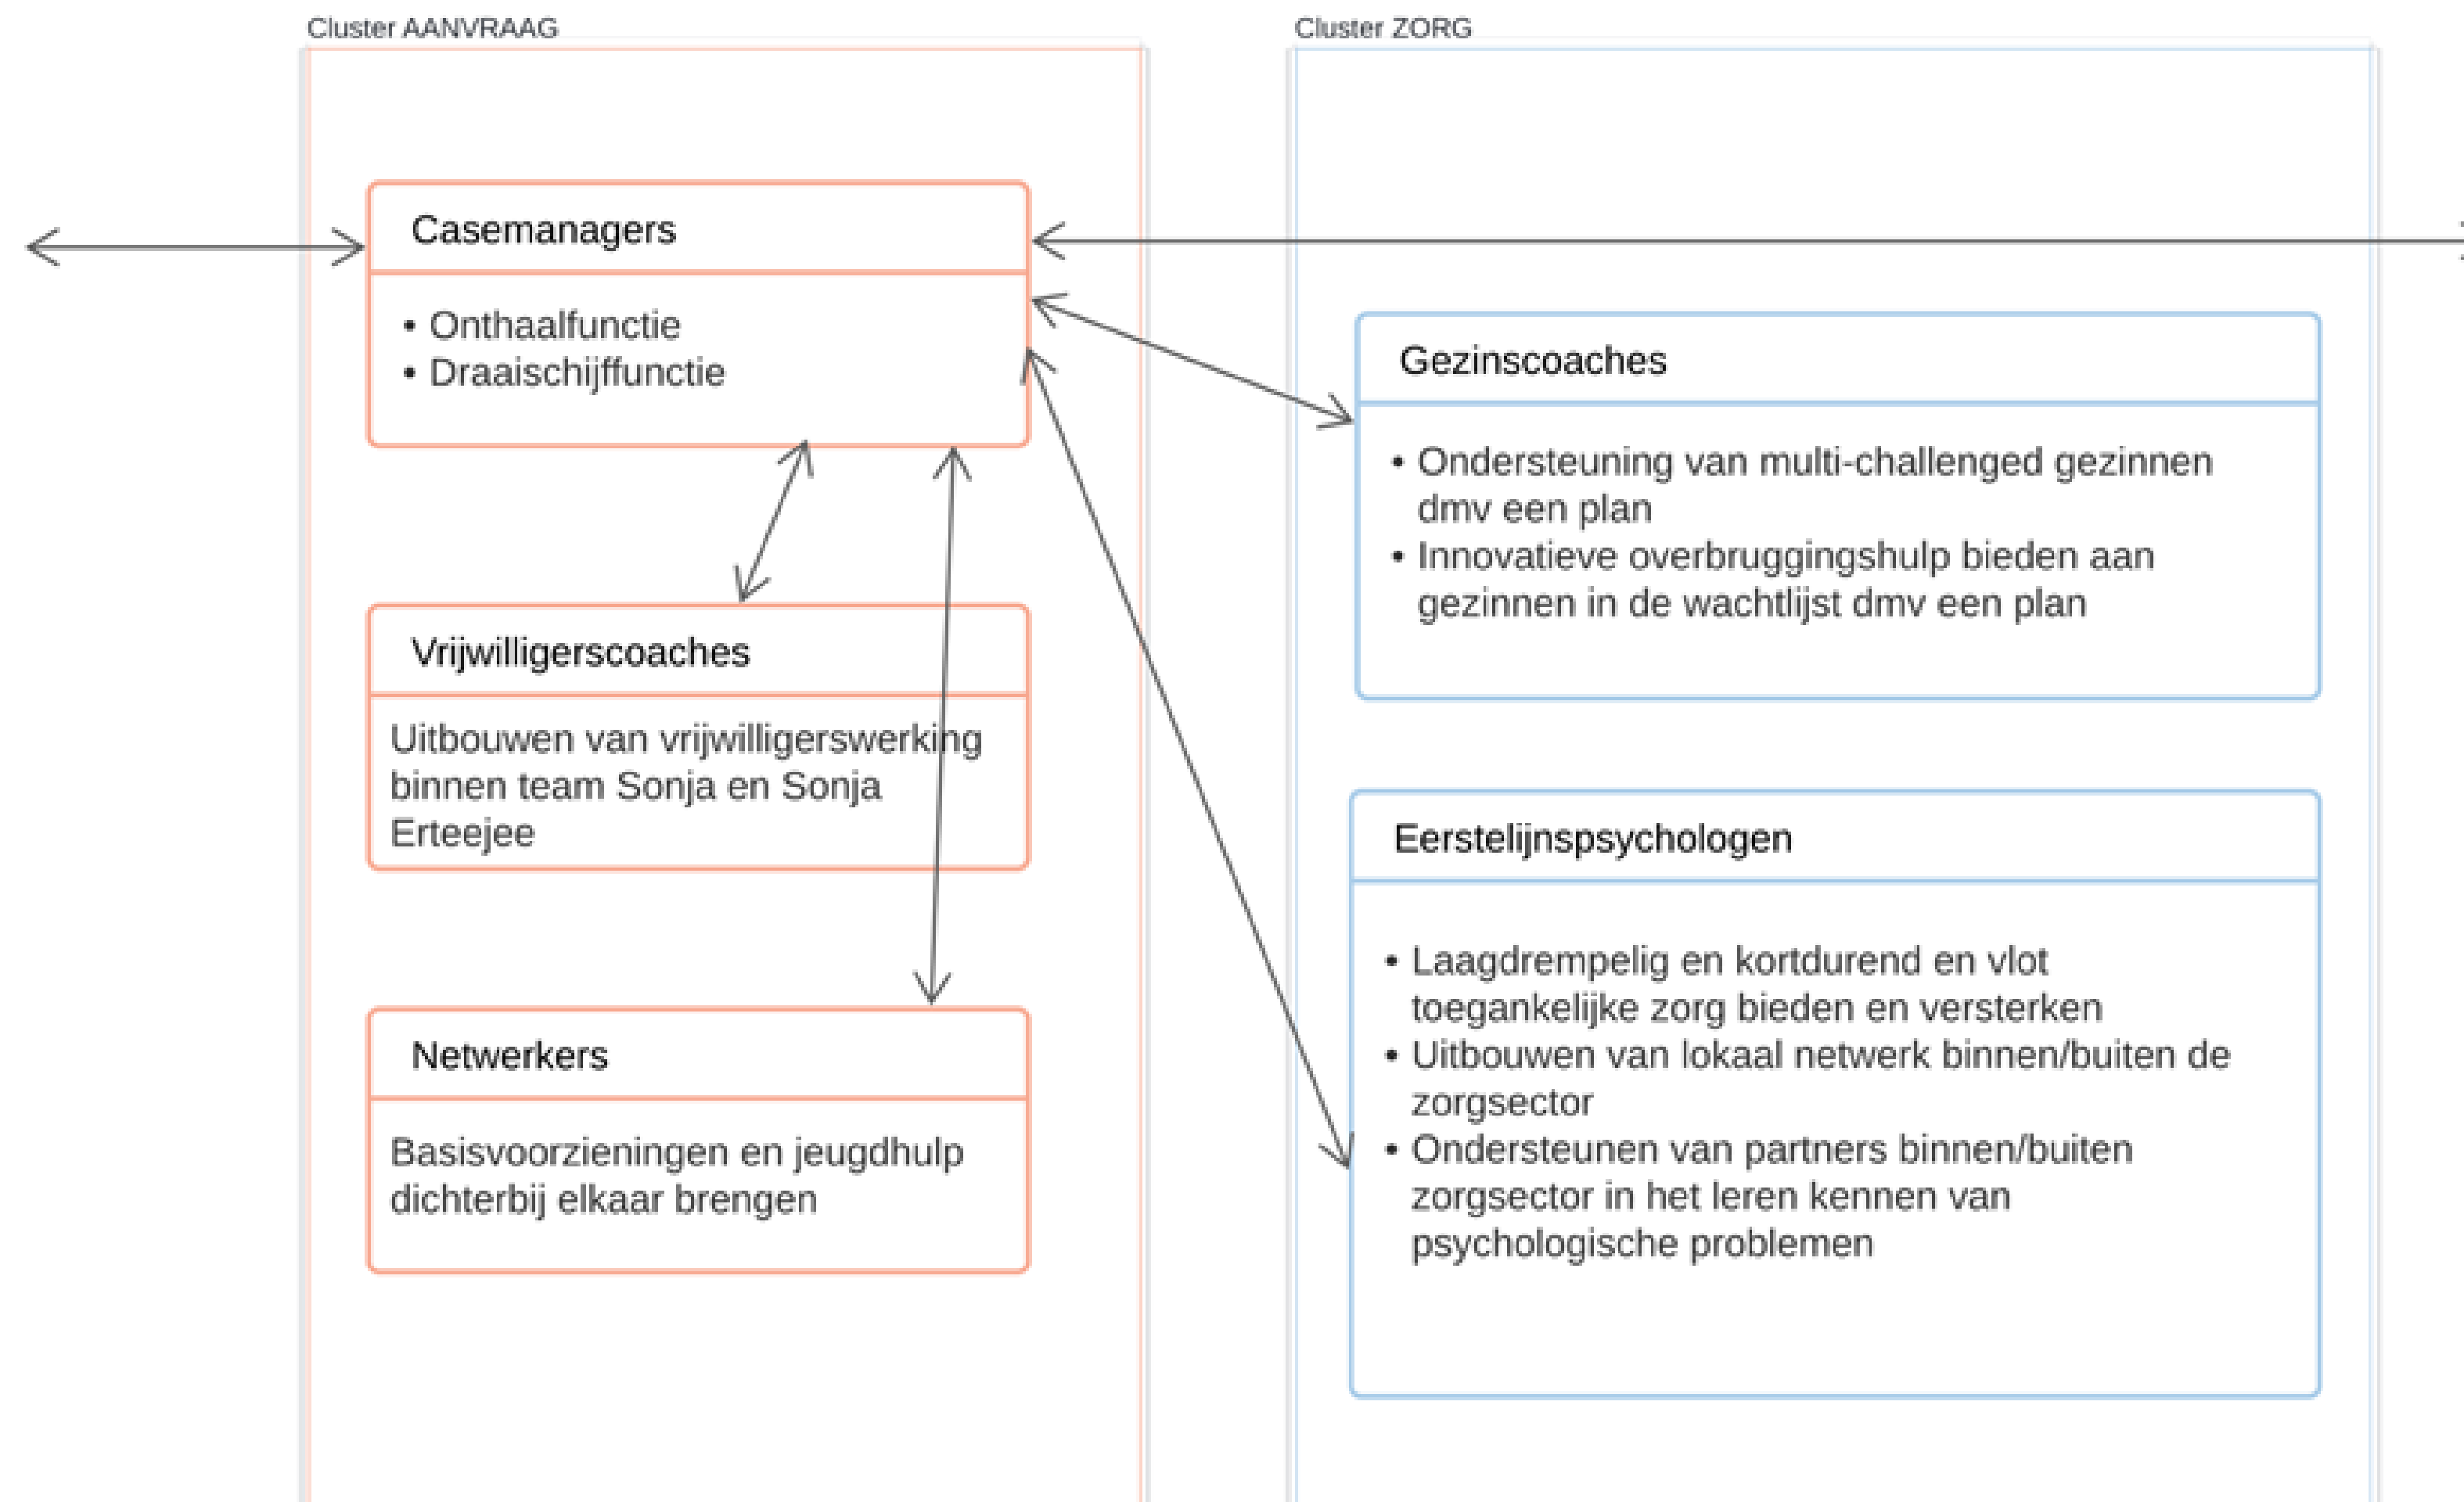 Cluster AANVRAAG
Casemanagers
• Onthaalfunctie
• Draaischijffunctie
Vrijwilligerscoaches
Uitbouwen van vrijwilligerswerking
binnen team Sonja en Sonja
Erteejee
Netwerkers
Basisvoorzieningen en jeugdhulp
dichterbij elkaar brengen
Cluster ZORG
Gezinscoaches
• Ondersteuning van multi-challenged gezinnen
dmv een plan
• Innovatieve overbruggingshulp bieden aan
gezinnen in de wachtlijst dmv een plan
Eerstelijnspsychologen
• Laagdrempelig en kortdurend en vlot
toegankelijke zorg bieden en versterken
• Uitbouwen van lokaal netwerk binnen/buiten de
zorgsector
• Ondersteunen van partners binnen/buiten
zorgsector in het leren kennen van
psychologische problemen